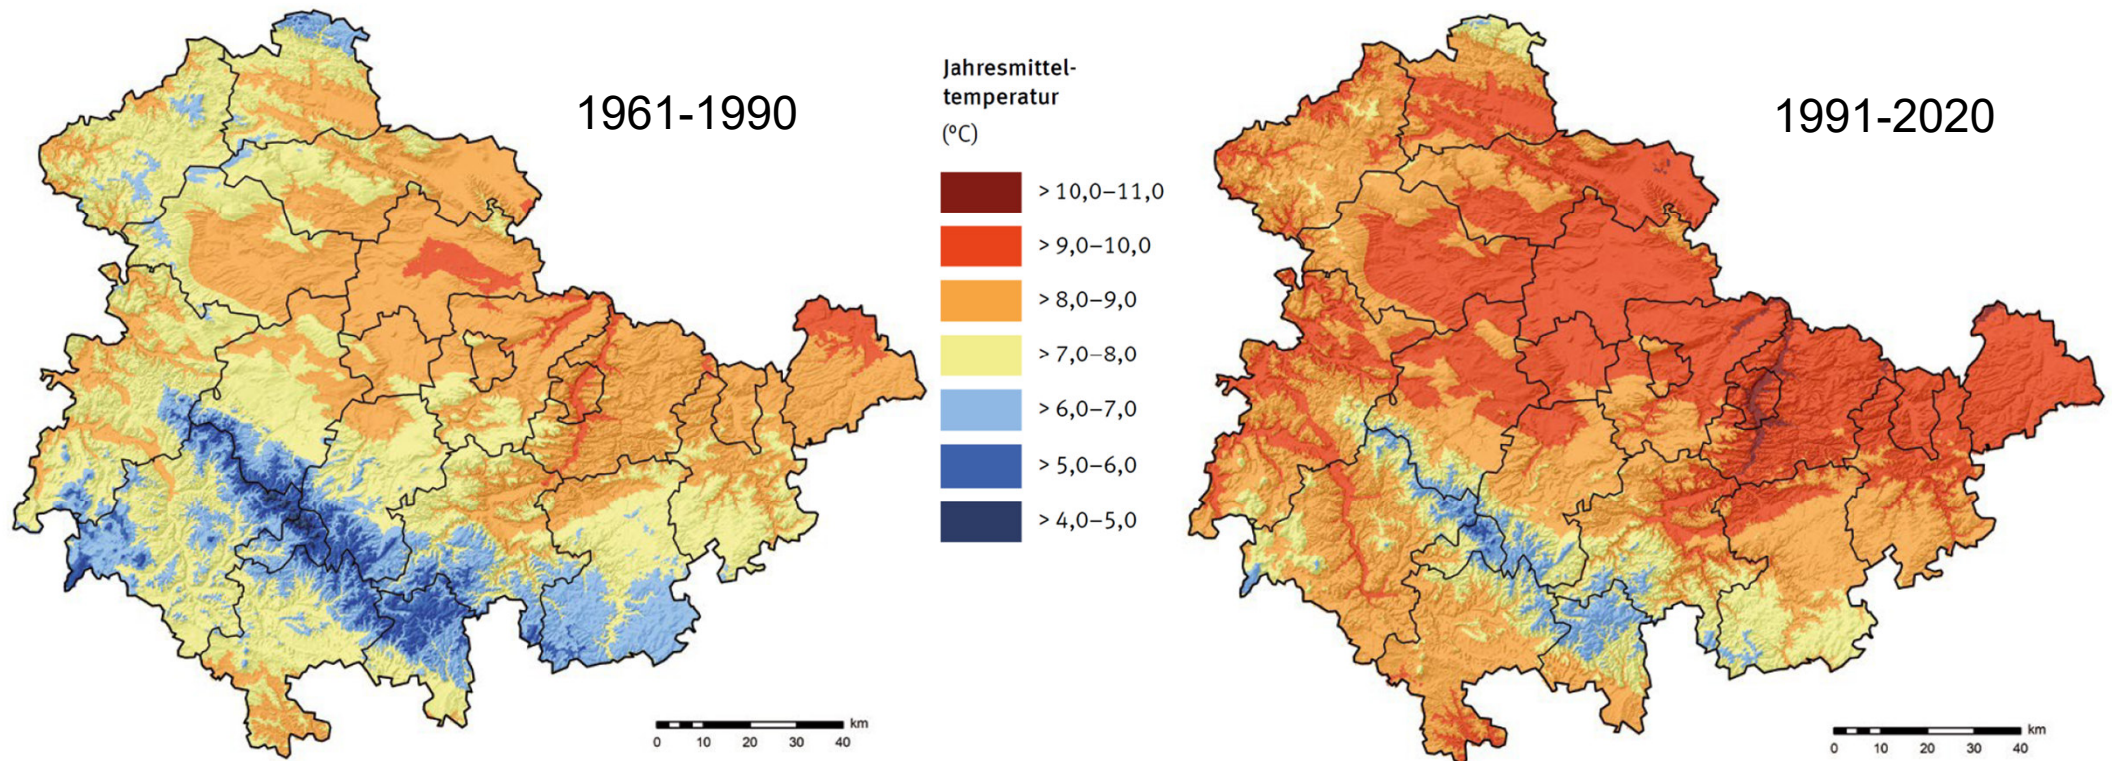 1961-1990
Jahresmittel-
temperatur
(ºC)
> 10,0–11,0
> 9,0–10,0
> 8,0–9,0
> 7,0–8,0
> 6,0–7,0
> 5,0–6,0
> 4,0–5,0
1991-2020
km
0 10 20 30 40
km
0 10 20 30 40